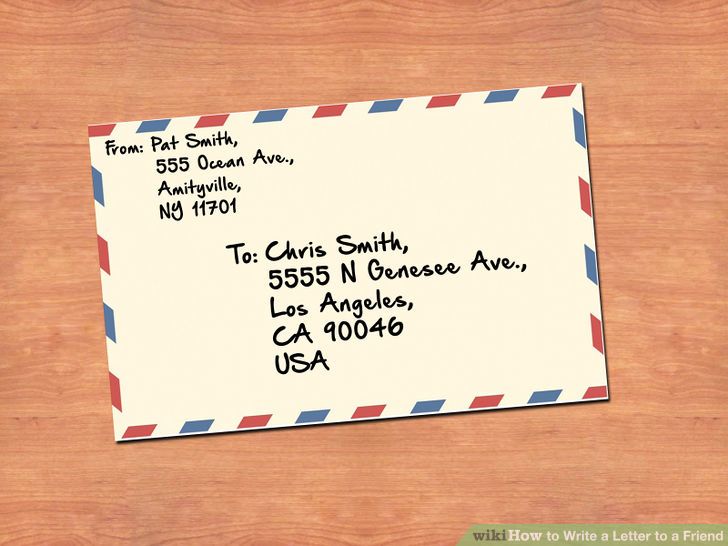 From: Pat Smith,
555 Ocean Ave.,
Amityville,
NY 11701
To: Chris Smith,
5555 N Genesee Ave.,
Los Angeles,
CA 90046
USA
wikiHow to Write a Letter to a Friend